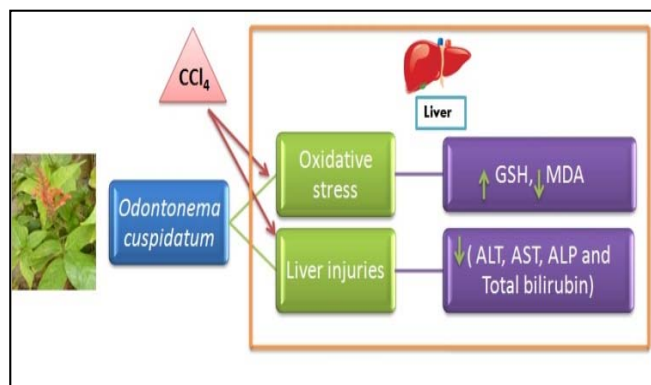 CCl₄
Liver
Odontonema
cuspidatum
Oxidative
stress
GSH, MDA
Liver injuries
( ALT, AST, ALP and
Total bilirubin)